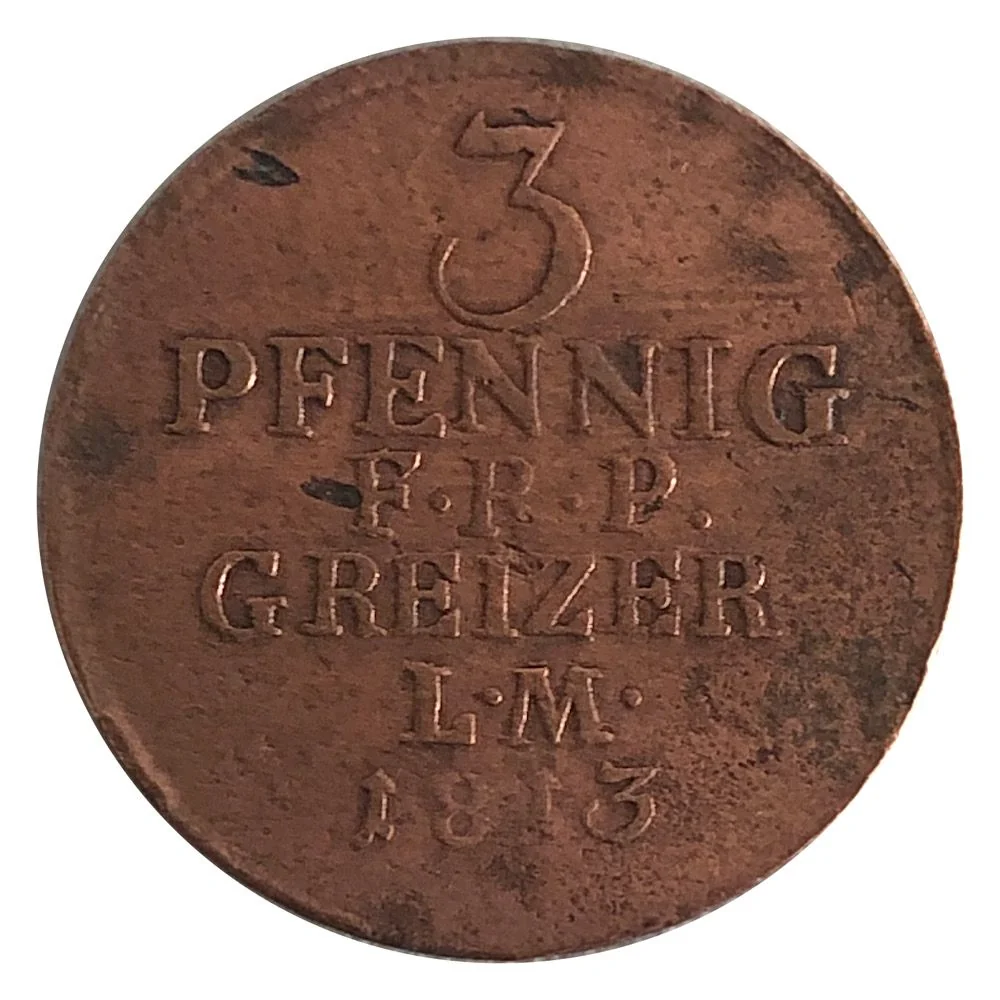 3
PFENNIG
F·R·P.
GREIZER
L·M·
1813